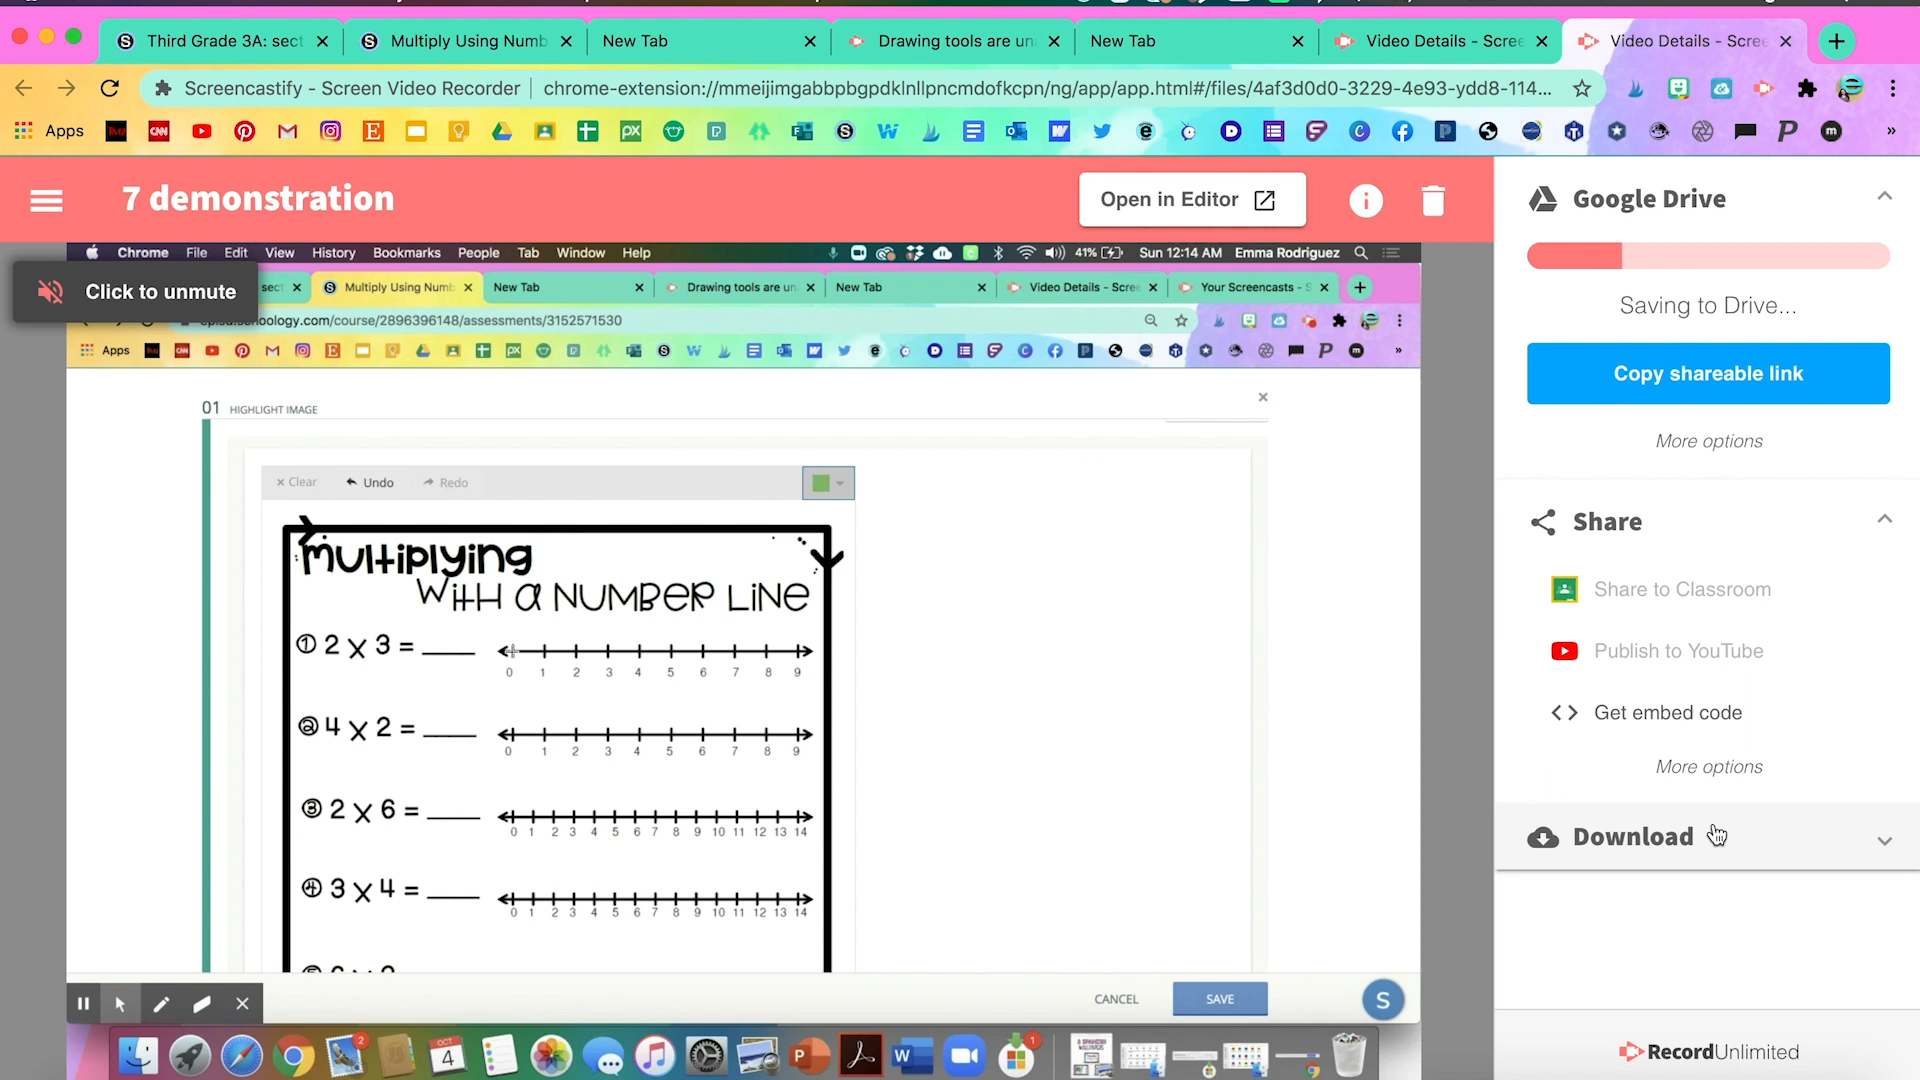 Third Grade 3A: sect
Multiply Using Numb
New Tab
Drawing tools are un
New Tab
Video Details - Scree
Video Details - Scree
Screencastify - Screen Video Recorder
chrome-extension://mmeijimgabbpbgpdklnllpncmdofkcpn/ng/app/app.html#/files/4af3d0d0-3229-4e93-ydd8-114...
Apps
7 demonstration
Open in Editor
Google Drive
Saving to Drive...
Copy shareable link
More options
Share
Share to Classroom
Publish to YouTube
Get embed code
More options
Download
RecordUnlimited
Click to unmute
Chrome File Edit View History Bookmarks People Tab Window Help
41% Sun 12:14 AM Emma Rodriguez
sect
Multiply Using Numb
New Tab
Drawing tools are un
New Tab
Video Details - Scree
Your Screencasts - S
schoology.com/course/2896396148/assessments/3152571530
Apps
01 HIGHLIGHT IMAGE
Clear Undo Redo
Multiplying
With a Number Line
① 2 x 3 = ____
0 1 2 3 4 5 6 7 8 9
② 4 x 2 = ____
0 1 2 3 4 5 6 7 8 9
③ 2 x 6 = ____
0 1 2 3 4 5 6 7 8 9 10 11 12 13 14
④ 3 x 4 = ____
0 1 2 3 4 5 6 7 8 9 10 11 12 13 14
CANCEL SAVE
S
OCT
4